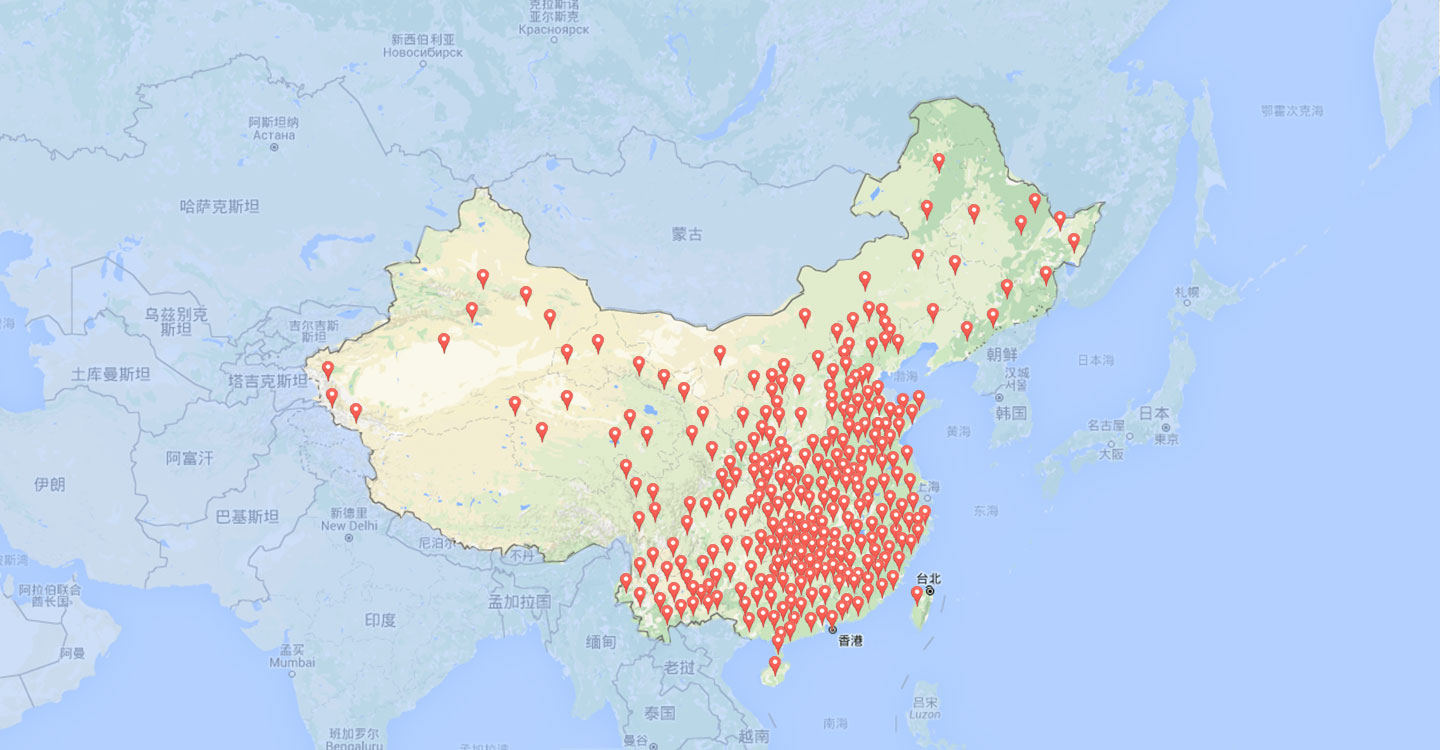 克拉斯诺
亚尔斯克
Красноярск
新西伯利亚
Новосибирск
鄂霍次克海
阿斯坦纳
Астана
哈萨克斯坦
蒙古
札幌
乌兹别克
斯坦
吉尔吉斯
斯坦
朝鲜
日本海
土库曼斯坦
塔吉克斯坦
汉城
서울
渤海
韩国
日本
名古屋
東京
黄海
大阪
阿富汗
伊朗
上海
巴基斯坦
新德里
New Delhi
东海
尼泊尔
不丹
阿拉伯联合
酋长国
台北
孟加拉国
印度
香港
缅甸
孟买
Mumbai
阿曼
老挝
吕宋
Luzon
泰国
南海
班加罗尔
Bengaluru
曼谷
越南
孟加拉湾